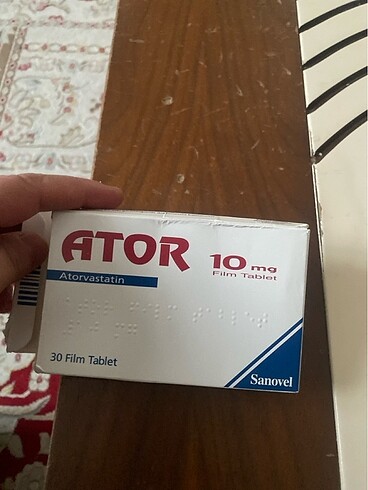 ATOR
10 mg
Film Tablet
Atorvastatin
30 Film Tablet
Sanovel